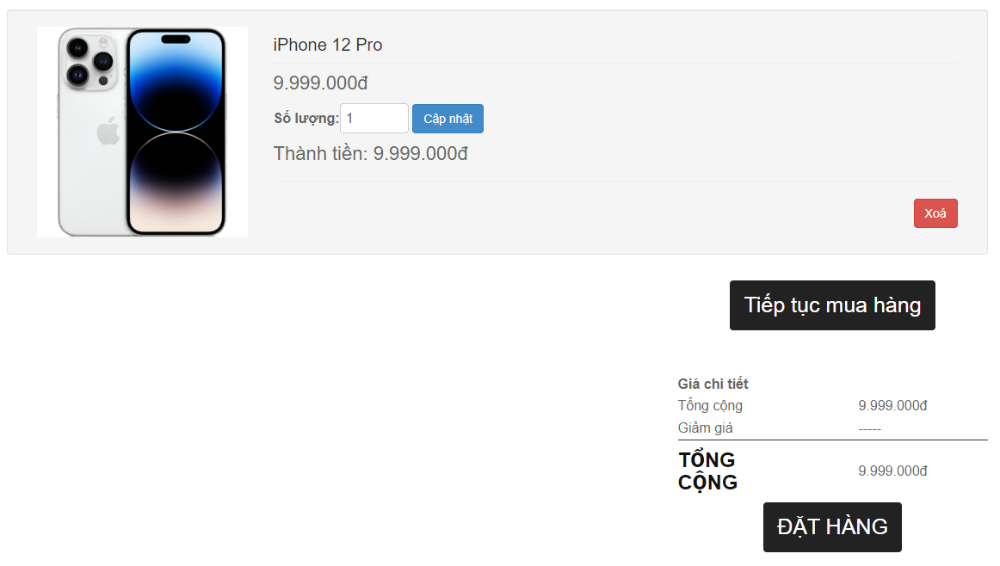 iPhone 12 Pro
9.999.000đ
Số lượng: 1 Cập nhật
Thành tiền: 9.999.000đ
Xoá
Tiếp tục mua hàng
Giá chi tiết
Tổng cộng 9.999.000đ
Giảm giá -----
TỔNG
CỘNG 9.999.000đ
ĐẶT HÀNG